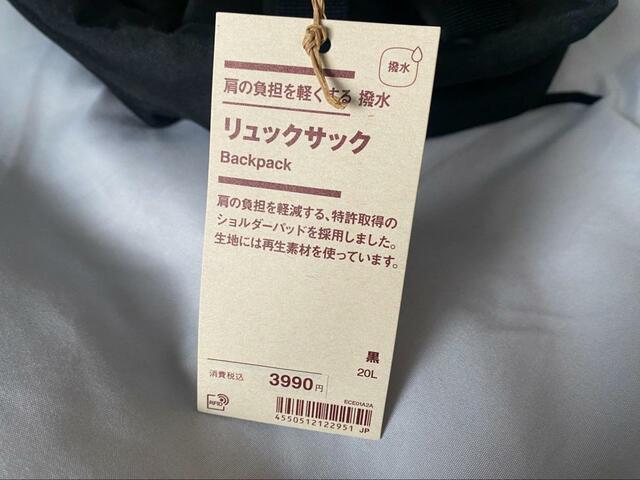 撥水
肩の負担を軽くする 撥水
リュックサック
Backpack
肩の負担を軽減する、特許取得の
ショルダーパッドを採用しました。
生地には再生素材を使っています。
黒
20L
消費税込 3990円
RFID
ECE01A2A
4550512122951 JP